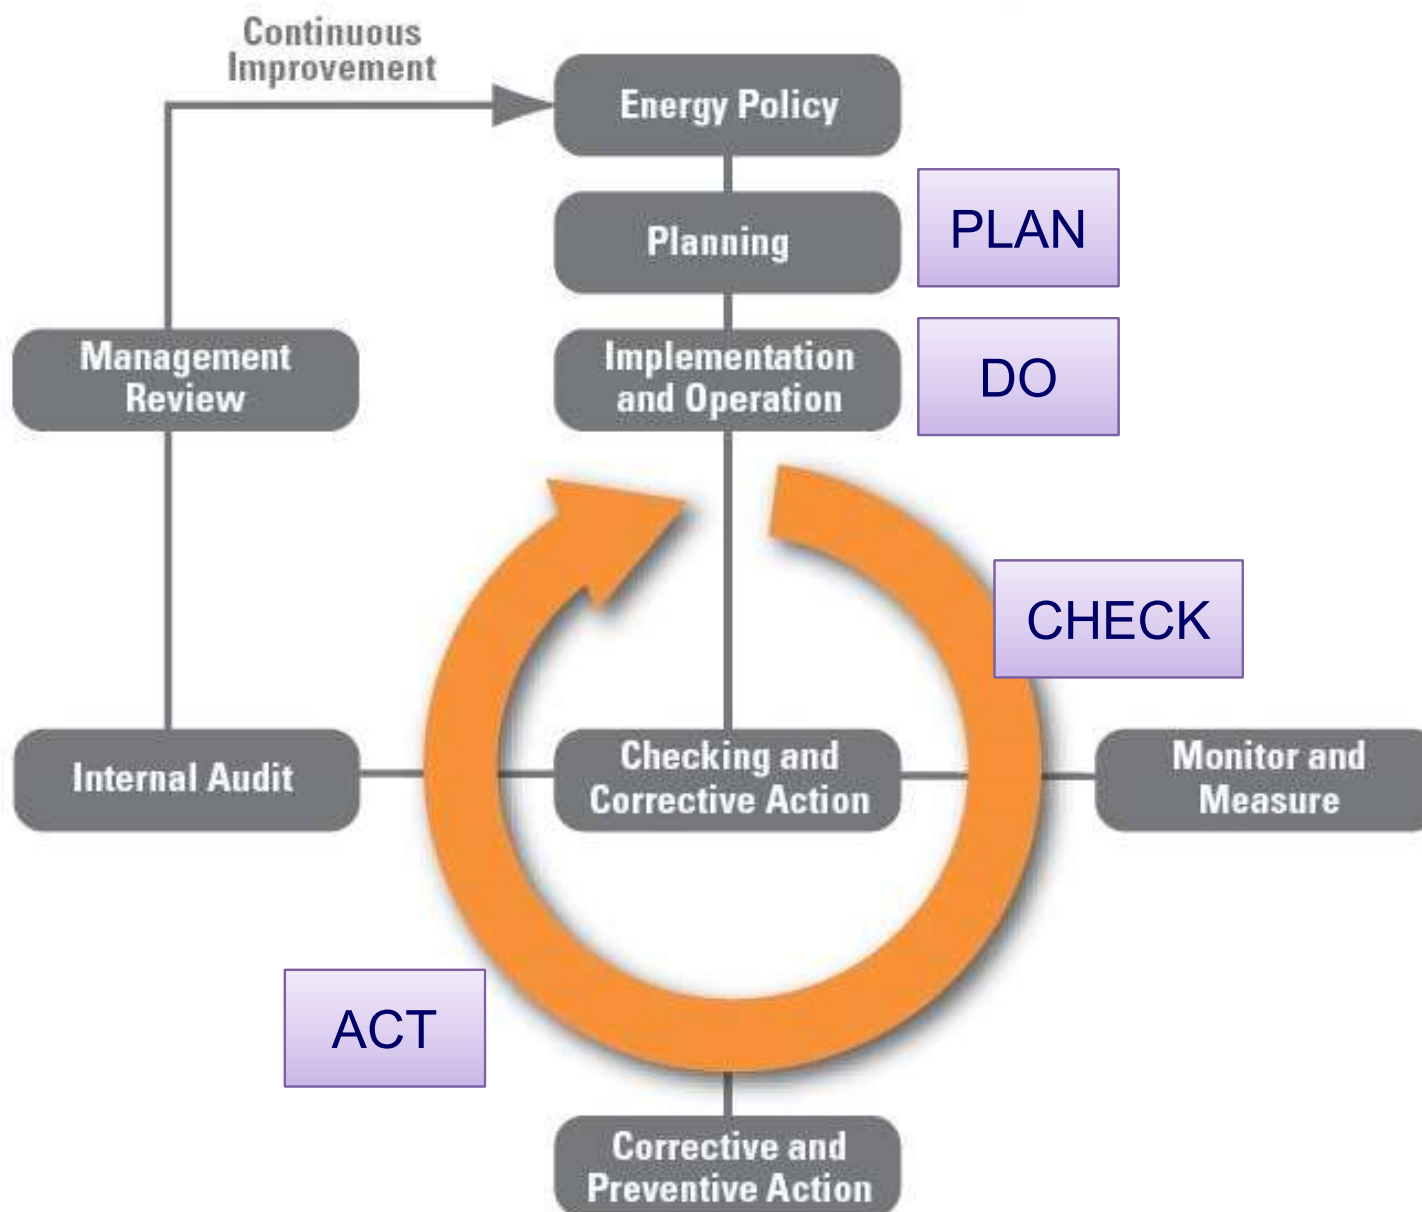 Continuous
Improvement
Energy Policy
Planning
PLAN
Management
Review
Implementation
and Operation
DO
CHECK
Internal Audit
Checking and
Corrective Action
Monitor and
Measure
ACT
Corrective and
Preventive Action